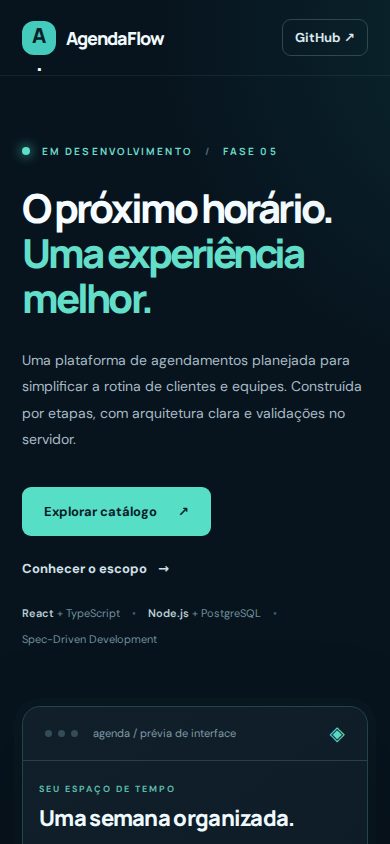 A AgendaFlow GitHub ↗
EM DESENVOLVIMENTO / FASE 05
O próximo horário.
Uma experiência
melhor.
Uma plataforma de agendamentos planejada para
simplificar a rotina de clientes e equipes. Construída
por etapas, com arquitetura clara e validações no
servidor.
Explorar catálogo ↗
Conhecer o escopo →
React + TypeScript • Node.js + PostgreSQL •
Spec-Driven Development
agenda / prévia de interface
SEU ESPAÇO DE TEMPO
Uma semana organizada.